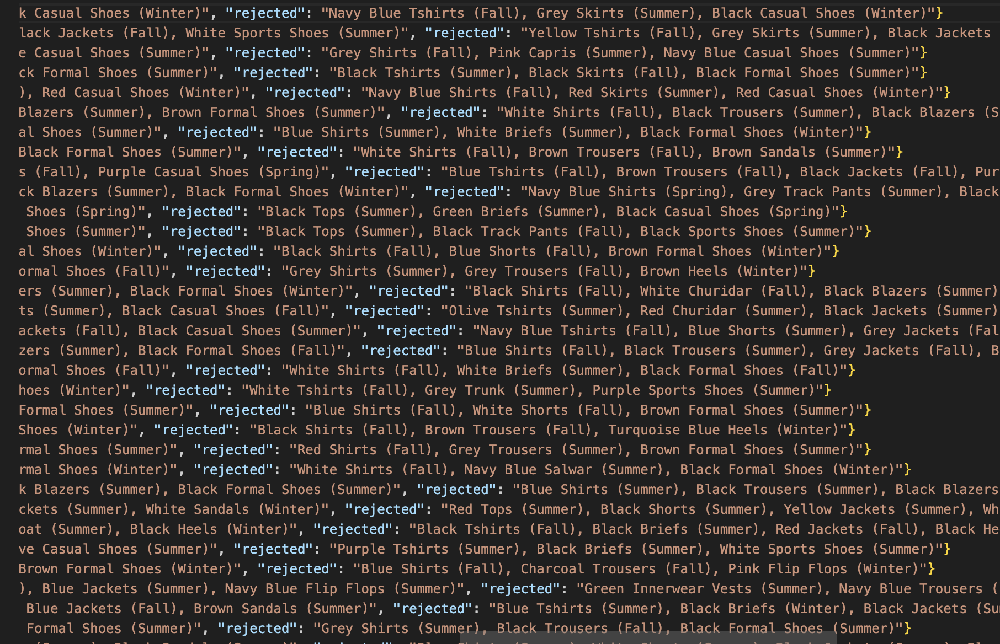 k Casual Shoes (Winter)", "rejected": "Navy Blue Tshirts (Fall), Grey Skirts (Summer), Black Casual Shoes (Winter)"}
lack Jackets (Fall), White Sports Shoes (Summer)", "rejected": "Yellow Tshirts (Fall), Grey Skirts (Summer), Black Jackets
e Casual Shoes (Summer)", "rejected": "Grey Shirts (Fall), Pink Capris (Summer), Navy Blue Casual Shoes (Summer)"}
ck Formal Shoes (Summer)", "rejected": "Black Tshirts (Summer), Black Skirts (Fall), Black Formal Shoes (Summer)"}
), Red Casual Shoes (Winter)", "rejected": "Navy Blue Shirts (Fall), Red Skirts (Summer), Red Casual Shoes (Winter)"}
Blazers (Summer), Brown Formal Shoes (Summer)", "rejected": "White Shirts (Fall), Black Trousers (Summer), Black Blazers (S
al Shoes (Summer)", "rejected": "Blue Shirts (Summer), White Briefs (Summer), Black Formal Shoes (Winter)"}
Black Formal Shoes (Summer)", "rejected": "White Shirts (Fall), Brown Trousers (Fall), Brown Sandals (Summer)"}
s (Fall), Purple Casual Shoes (Spring)", "rejected": "Blue Tshirts (Fall), Brown Trousers (Fall), Black Jackets (Fall), Pur
ck Blazers (Summer), Black Formal Shoes (Winter)", "rejected": "Navy Blue Shirts (Spring), Grey Track Pants (Summer), Black
Shoes (Spring)", "rejected": "Black Tops (Summer), Green Briefs (Summer), Black Casual Shoes (Spring)"}
Shoes (Summer)", "rejected": "Black Tops (Summer), Black Track Pants (Fall), Black Sports Shoes (Summer)"}
al Shoes (Winter)", "rejected": "Black Shirts (Fall), Blue Shorts (Fall), Brown Formal Shoes (Winter)"}
ormal Shoes (Fall)", "rejected": "Grey Shirts (Summer), Grey Trousers (Fall), Brown Heels (Winter)"}
ers (Summer), Black Formal Shoes (Winter)", "rejected": "Black Shirts (Fall), White Churidar (Fall), Black Blazers (Summer)
ts (Summer), Black Casual Shoes (Fall)", "rejected": "Olive Tshirts (Summer), Red Churidar (Summer), Black Jackets (Summer)
ackets (Fall), Black Casual Shoes (Summer)", "rejected": "Navy Blue Tshirts (Fall), Blue Shorts (Summer), Grey Jackets (Fal
zers (Summer), Black Formal Shoes (Fall)", "rejected": "Blue Shirts (Fall), Black Trousers (Summer), Grey Jackets (Fall), B
ormal Shoes (Fall)", "rejected": "White Shirts (Fall), White Briefs (Summer), Black Formal Shoes (Fall)"}
hoes (Winter)", "rejected": "White Tshirts (Fall), Grey Trunk (Summer), Purple Sports Shoes (Summer)"}
Formal Shoes (Summer)", "rejected": "Blue Shirts (Fall), White Shorts (Fall), Brown Formal Shoes (Summer)"}
Shoes (Winter)", "rejected": "Black Shirts (Fall), Brown Trousers (Fall), Turquoise Blue Heels (Winter)"}
rmal Shoes (Summer)", "rejected": "Red Shirts (Fall), Grey Trousers (Summer), Brown Formal Shoes (Summer)"}
rmal Shoes (Winter)", "rejected": "White Shirts (Fall), Navy Blue Salwar (Summer), Black Formal Shoes (Winter)"}
k Blazers (Summer), Black Formal Shoes (Summer)", "rejected": "Blue Shirts (Summer), Black Trousers (Summer), Black Blazers
ckets (Summer), White Sandals (Winter)", "rejected": "Red Tops (Summer), Black Shorts (Summer), Yellow Jackets (Summer), Wh
oat (Summer), Black Heels (Winter)", "rejected": "Black Tshirts (Fall), Black Briefs (Summer), Red Jackets (Fall), Black He
ve Casual Shoes (Summer)", "rejected": "Purple Tshirts (Summer), Black Briefs (Summer), White Sports Shoes (Summer)"}
Brown Formal Shoes (Winter)", "rejected": "Blue Shirts (Fall), Charcoal Trousers (Fall), Pink Flip Flops (Winter)"}
), Blue Jackets (Summer), Navy Blue Flip Flops (Summer)", "rejected": "Green Innerwear Vests (Summer), Navy Blue Trousers (
Blue Jackets (Fall), Brown Sandals (Summer)", "rejected": "Blue Tshirts (Summer), Black Briefs (Winter), Black Jackets (Su
Formal Shoes (Summer)", "rejected": "Grey Shirts (Summer), Black Trousers (Fall), Black Formal Shoes (Summer)"}